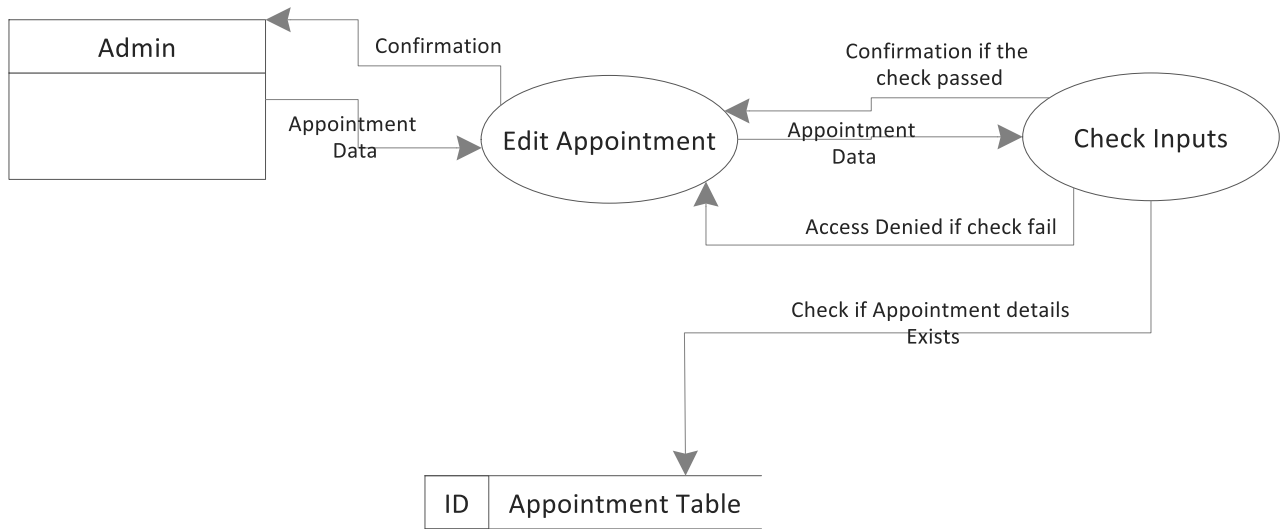 Admin
Confirmation
Appointment
Data
Edit Appointment
Confirmation if the
check passed
Appointment
Data
Check Inputs
Access Denied if check fail
Check if Appointment details
Exists
ID
Appointment Table